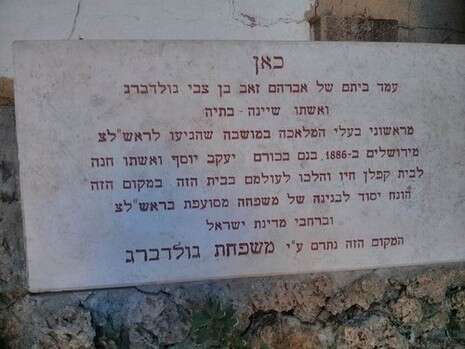 כאן
עמד ביתם של אברהם זאב בן צבי גולדברג
ואשתו שיינה - בתיה
מראשוני בעלי המלאכה במושבה שהגיעו לראש"לצ
מירושלים ב-1886. בנם בכורם יעקב יוסף ואשתו חנה
לבית קפלן חיו והלכו לעולמם בבית הזה. במקום הזה
הונח יסוד לבנינה של משפחה מסועפת בראש"לצ
וברחבי מדינת ישראל
המקום הזה נתרם ע"י משפחת גולדברג